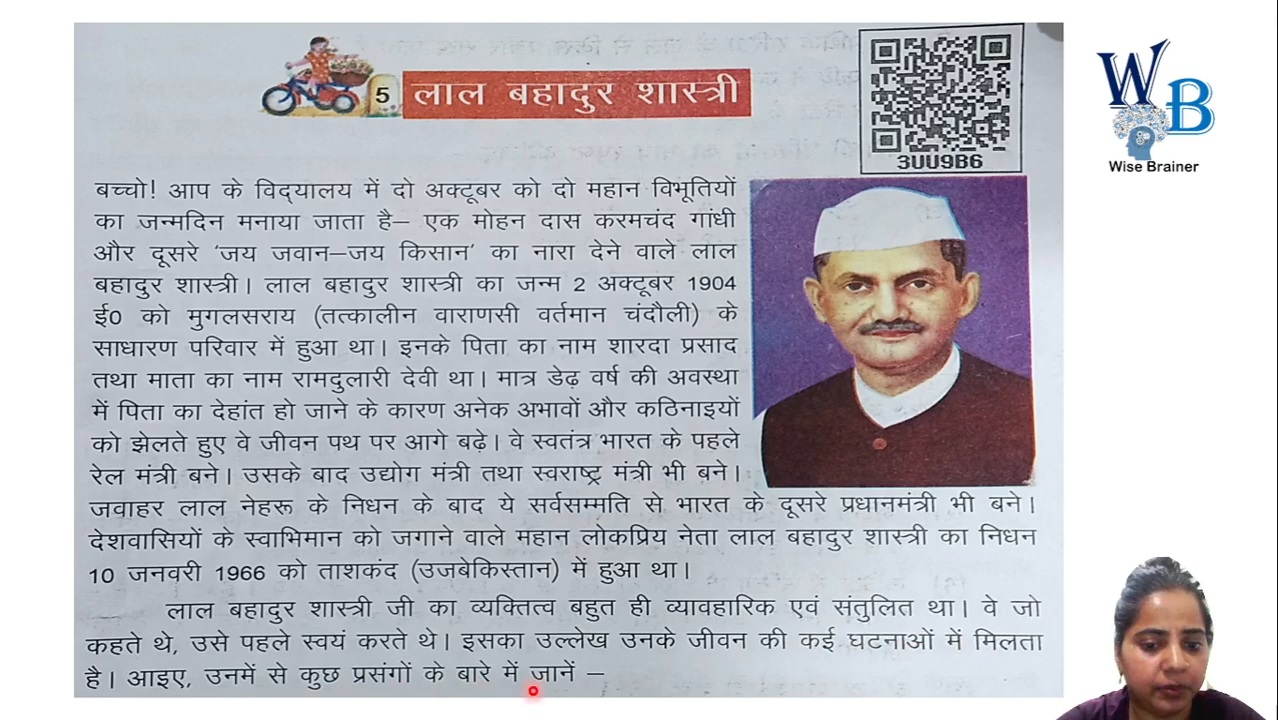 5 लाल बहादुर शास्त्री
3UU9B6
WB
Wise Brainer
बच्चो! आप के विद्यालय में दो अक्टूबर को दो महान विभूतियों
का जन्मदिन मनाया जाता है– एक मोहन दास करमचंद गांधी
और दूसरे ‘जय जवान–जय किसान’ का नारा देने वाले लाल
बहादुर शास्त्री। लाल बहादुर शास्त्री का जन्म 2 अक्टूबर 1904
ई0 को मुगलसराय (तत्कालीन वाराणसी वर्तमान चंदौली) के
साधारण परिवार में हुआ था। इनके पिता का नाम शारदा प्रसाद
तथा माता का नाम रामदुलारी देवी था। मात्र डेढ़ वर्ष की अवस्था
में पिता का देहांत हो जाने के कारण अनेक अभावों और कठिनाइयों
को झेलते हुए वे जीवन पथ पर आगे बढ़े। वे स्वतंत्र भारत के पहले
रेल मंत्री बने। उसके बाद उद्योग मंत्री तथा स्वराष्ट्र मंत्री भी बने।
जवाहर लाल नेहरू के निधन के बाद ये सर्वसम्मति से भारत के दूसरे प्रधानमंत्री भी बने।
देशवासियों के स्वाभिमान को जगाने वाले महान लोकप्रिय नेता लाल बहादुर शास्त्री का निधन
10 जनवरी 1966 को ताशकंद (उजबेकिस्तान) में हुआ था।
लाल बहादुर शास्त्री जी का व्यक्तित्व बहुत ही व्यावहारिक एवं संतुलित था। वे जो
कहते थे, उसे पहले स्वयं करते थे। इसका उल्लेख उनके जीवन की कई घटनाओं में मिलता
है। आइए, उनमें से कुछ प्रसंगों के बारे में जानें –